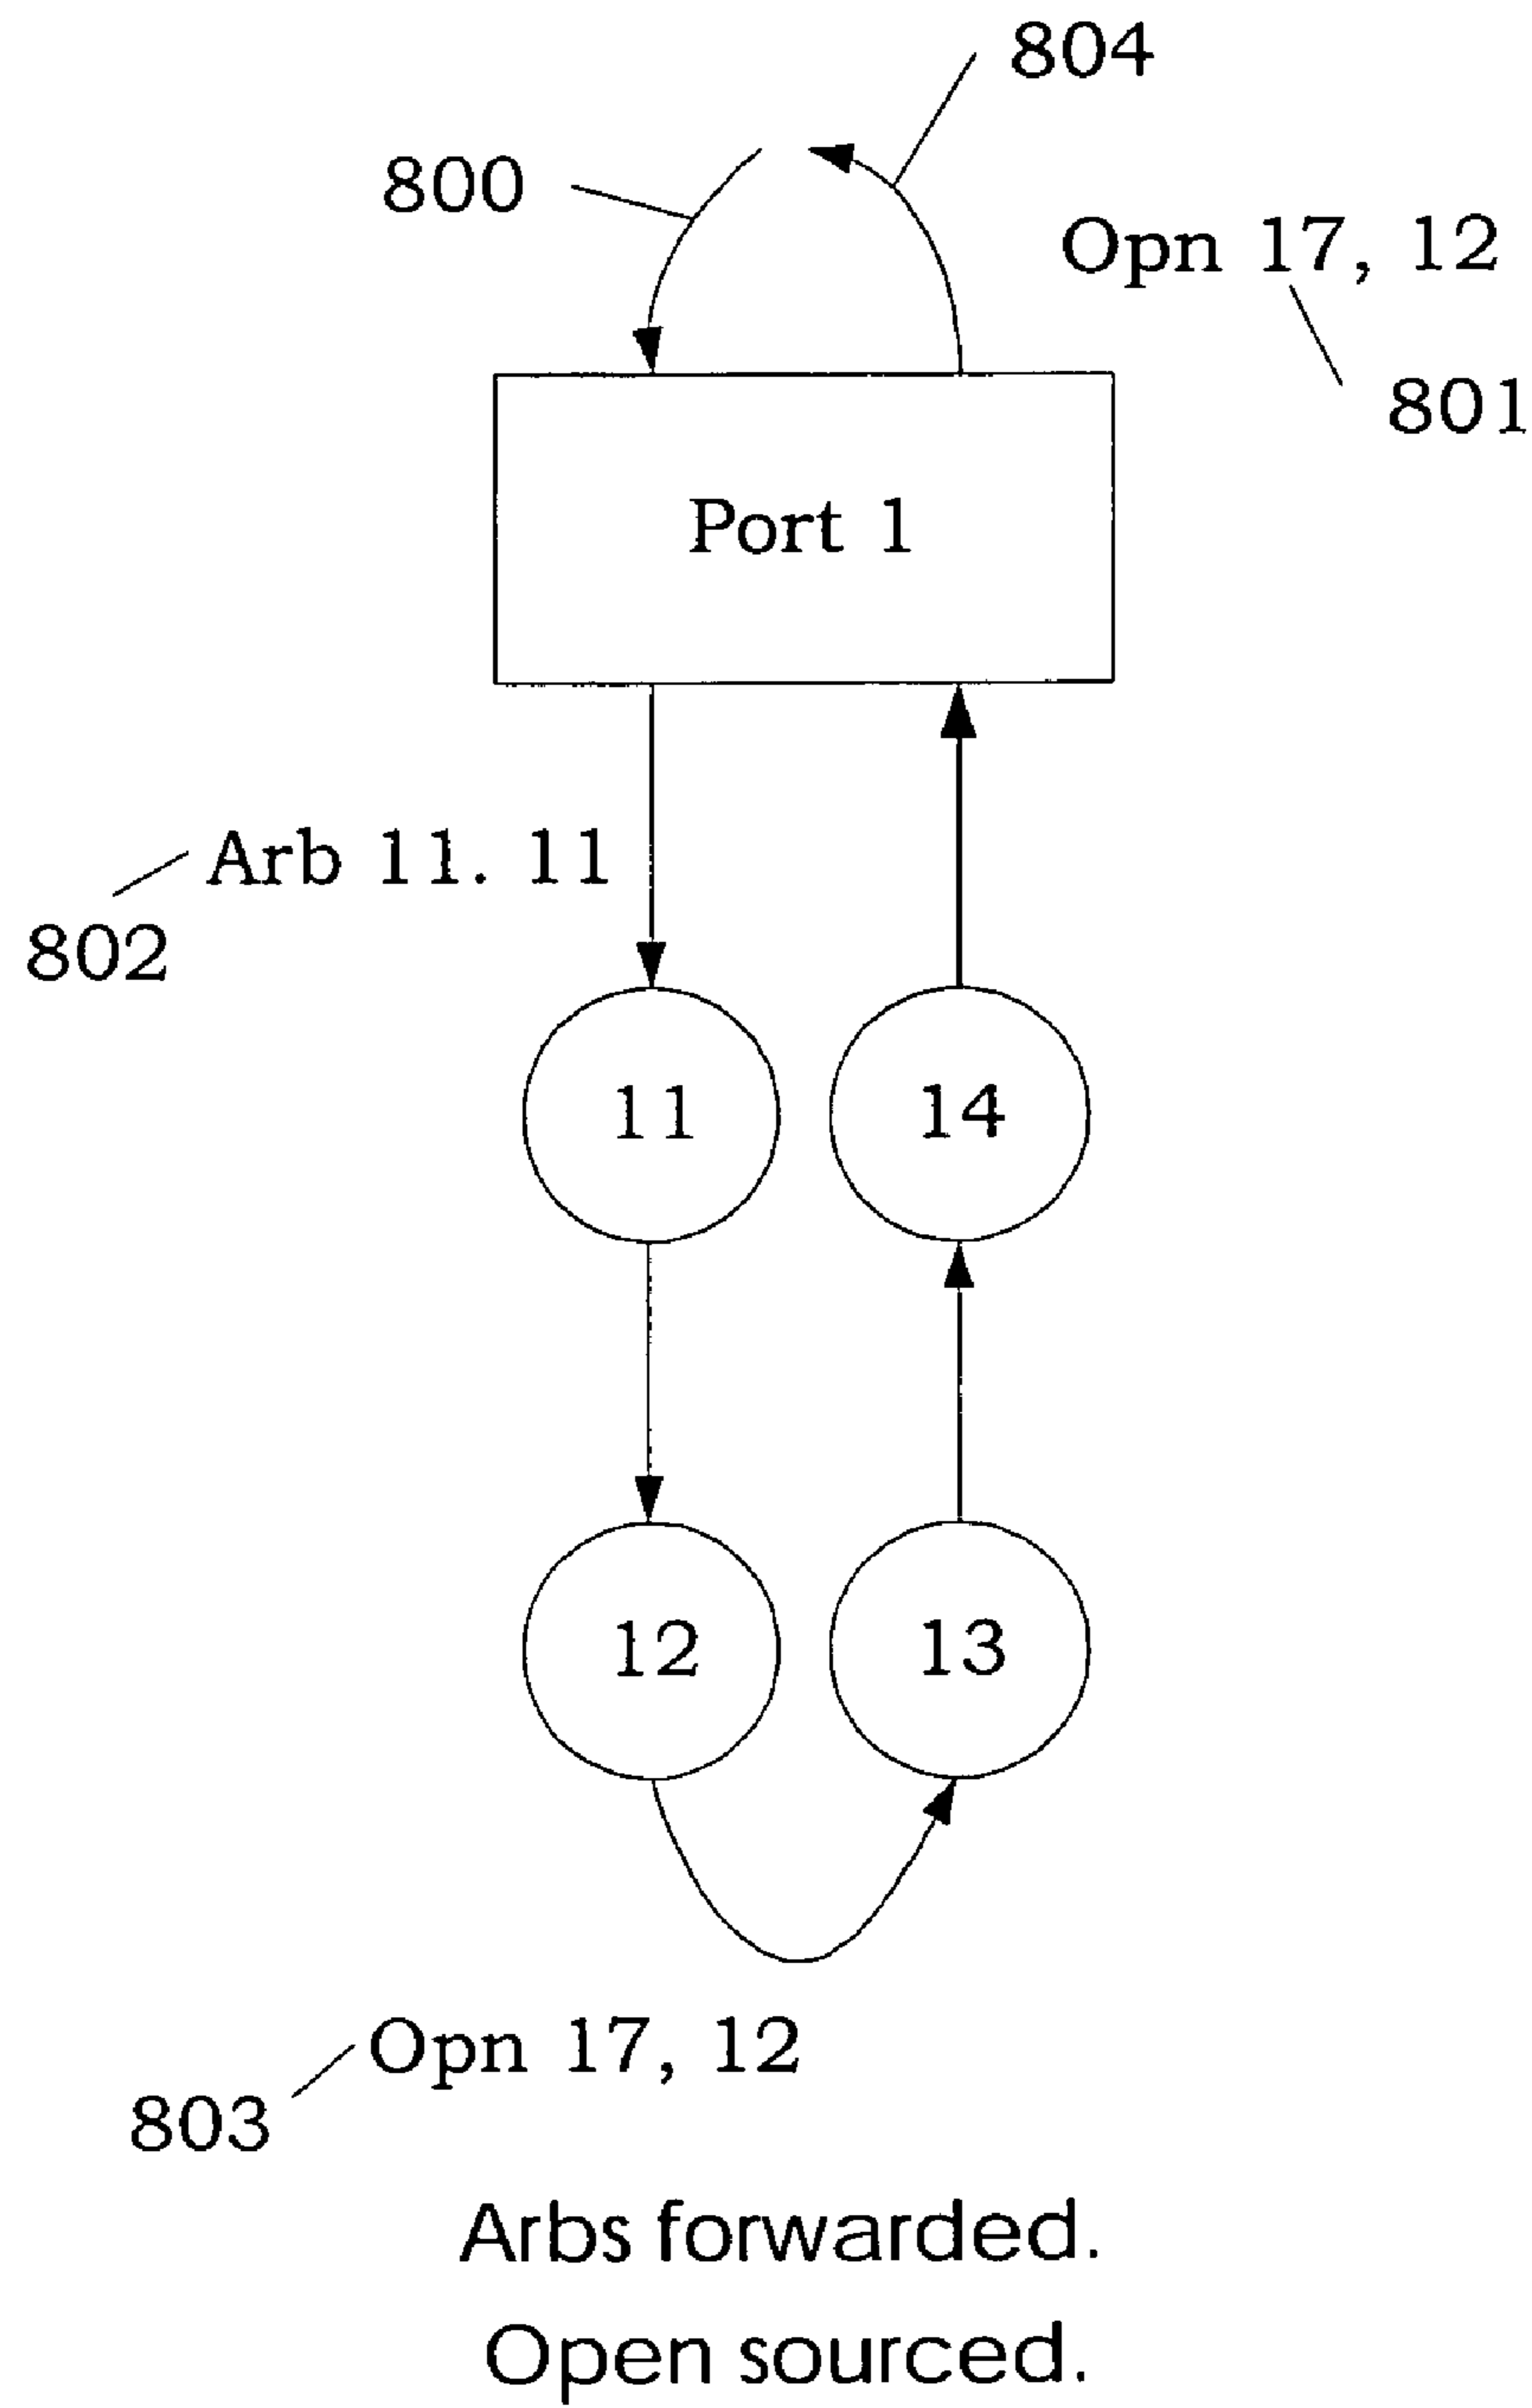 804
800
Opn 17, 12
801
Port 1
Arb 11. 11
802
11
14
12
13
Opn 17, 12
803
Arbs forwarded.
Open sourced.